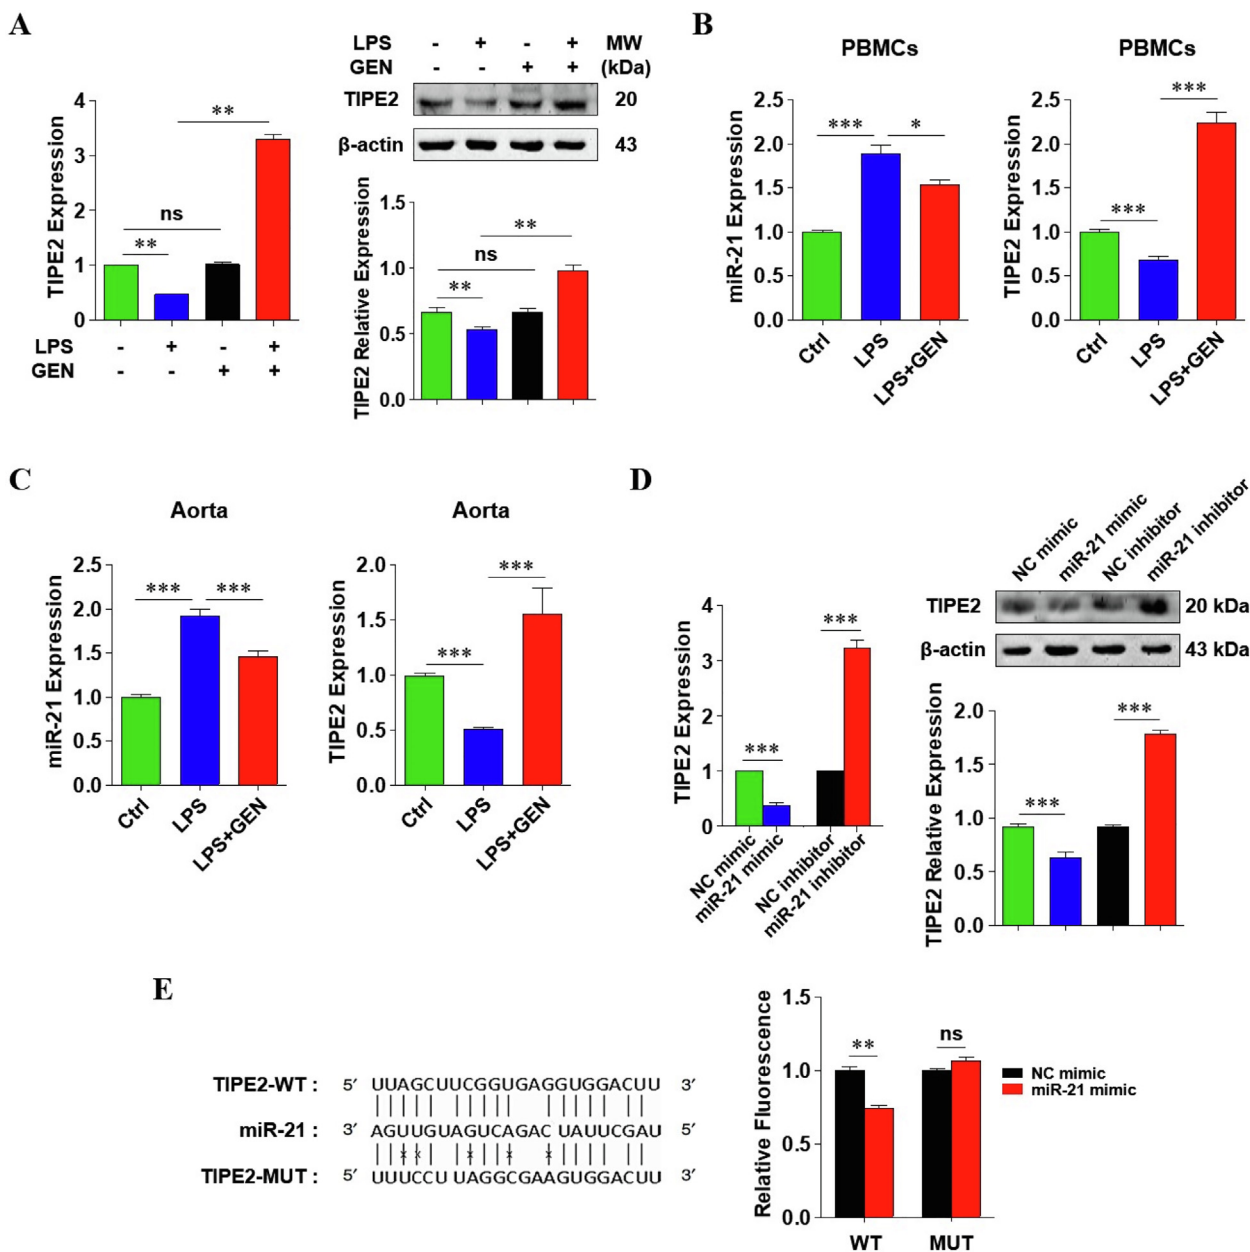 A
LPS - + - + MW
GEN - - + + (kDa)
TIPE2 20
β-actin 43
TIPE2 Expression
4
3
2
1
0
**
ns
**
LPS - + - +
GEN - - + +
TIPE2 Relative Expression
1.5
1.0
0.5
0.0
**
ns
**
B
PBMCs
miR-21 Expression
2.5
2.0
1.5
1.0
0.5
0.0
*** *
Ctrl LPS LPS+GEN
PBMCs
TIPE2 Expression
2.5
2.0
1.5
1.0
0.5
0.0
***
***
Ctrl LPS LPS+GEN
C
Aorta
miR-21 Expression
2.5
2.0
1.5
1.0
0.5
0.0
*** ***
Ctrl LPS LPS+GEN
Aorta
TIPE2 Expression
2.0
1.5
1.0
0.5
0.0
***
***
Ctrl LPS LPS+GEN
D
TIPE2 Expression
4
3
2
1
0
***
***
NC mimic miR-21 mimic NC inhibitor miR-21 inhibitor
NC mimic miR-21 mimic NC inhibitor miR-21 inhibitor
TIPE2 20 kDa
β-actin 43 kDa
TIPE2 Relative Expression
2.0
1.5
1.0
0.5
0.0
***
***
E
TIPE2-WT : 5′ UUAGCUUCGGUGAGGUGGACUU 3′
miR-21 : 3′ AGUUGUAGUCAGAC UAUUCGAU 5′
x x x x x
TIPE2-MUT : 5′ UUUCCU UAGGCGAAGUGGACUU 3′
Relative Fluorescence
1.5
1.0
0.5
0.0
** ns
WT MUT
NC mimic
miR-21 mimic